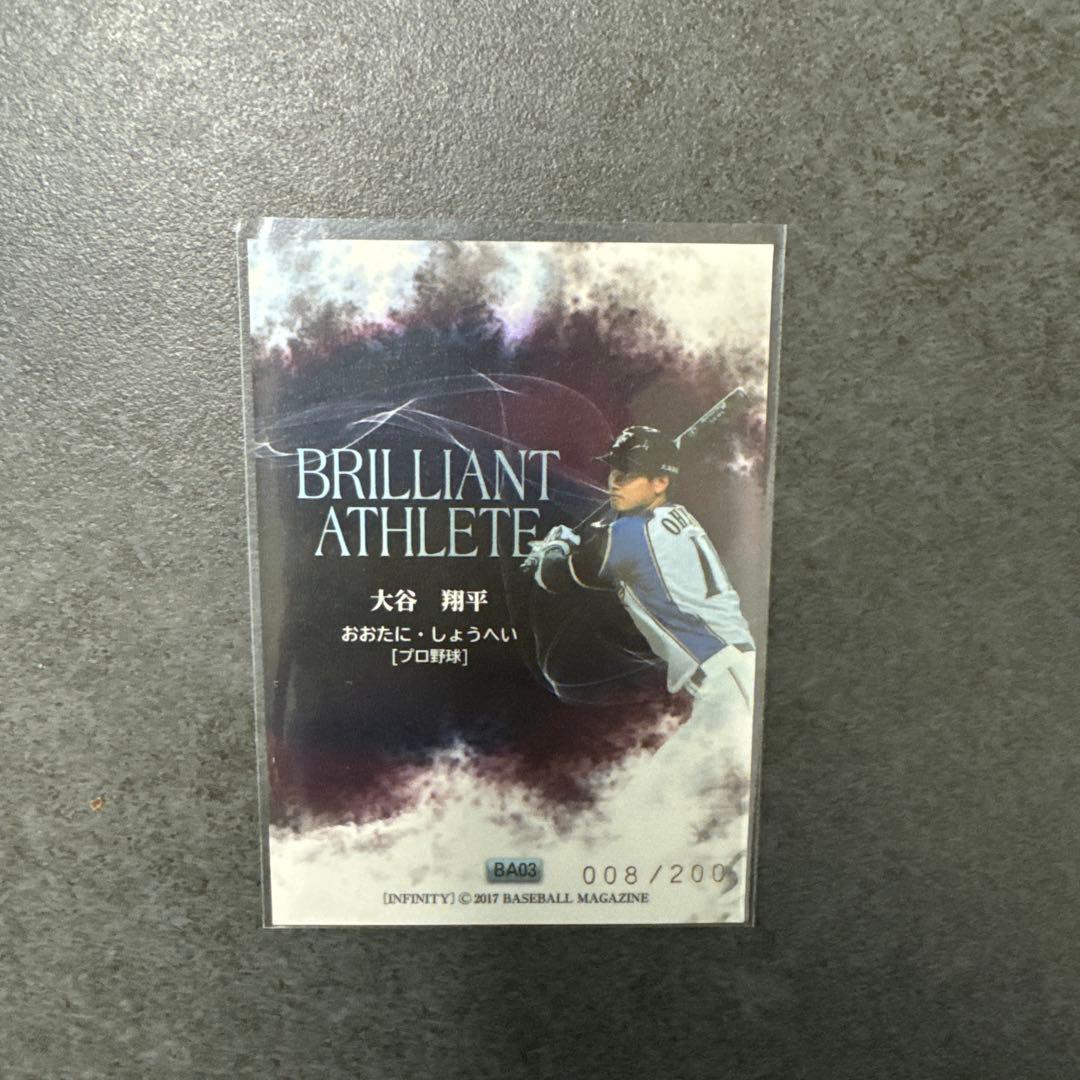 BRILLIANT
ATHLETE
大谷 翔平
おおたに・しょうへい
[プロ野球]
BA03
008/200
[INFINITY] © 2017 BASEBALL MAGAZINE